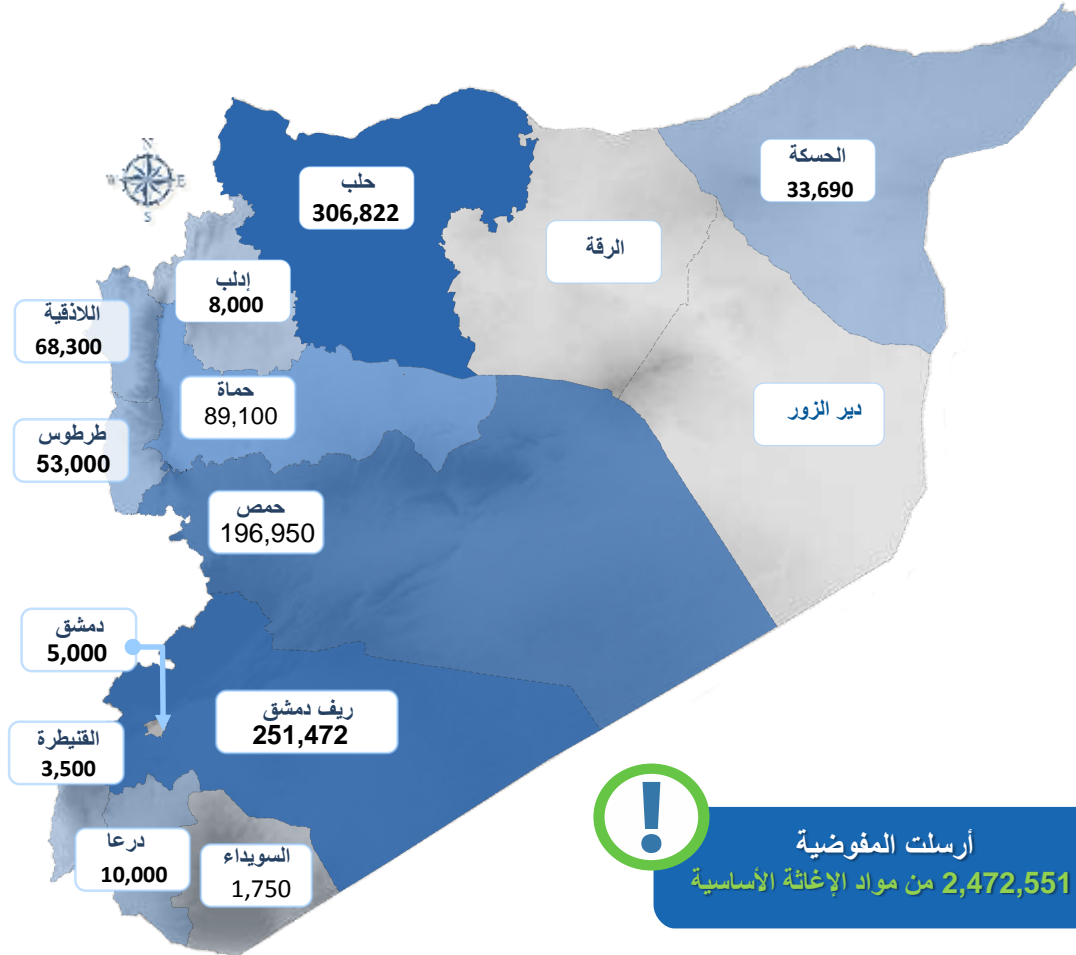 N
W
E
S
حلب
306,822
الحسكة
33,690
الرقة
إدلب
8,000
اللاذقية
68,300
حماة
89,100
دير الزور
طرطوس
53,000
حمص
196,950
دمشق
5,000
ريف دمشق
251,472
القنيطرة
3,500
درعا
10,000
السويداء
1,750
!
أرسلت المفوضية
2,472,551 من مواد الإغاثة الأساسية